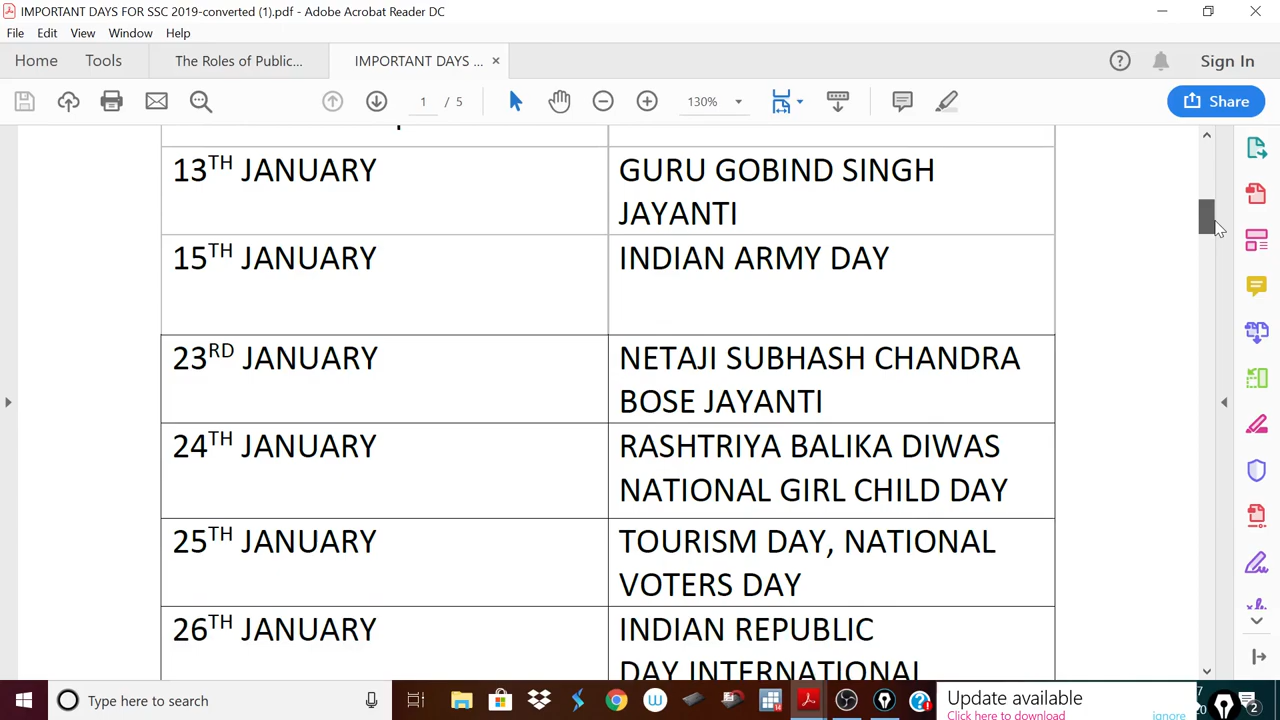 IMPORTANT DAYS FOR SSC 2019-converted (1).pdf - Adobe Acrobat Reader DC
File Edit View Window Help
Home Tools The Roles of Public... IMPORTANT DAYS ... × Sign In
1 / 5 130% Share
13TH JANUARY GURU GOBIND SINGH
JAYANTI
15TH JANUARY INDIAN ARMY DAY
23RD JANUARY NETAJI SUBHASH CHANDRA
BOSE JAYANTI
24TH JANUARY RASHTRIYA BALIKA DIWAS
NATIONAL GIRL CHILD DAY
25TH JANUARY TOURISM DAY, NATIONAL
VOTERS DAY
26TH JANUARY INDIAN REPUBLIC
DAY INTERNATIONAL
Type here to search
Update available
Click here to download ignore
2